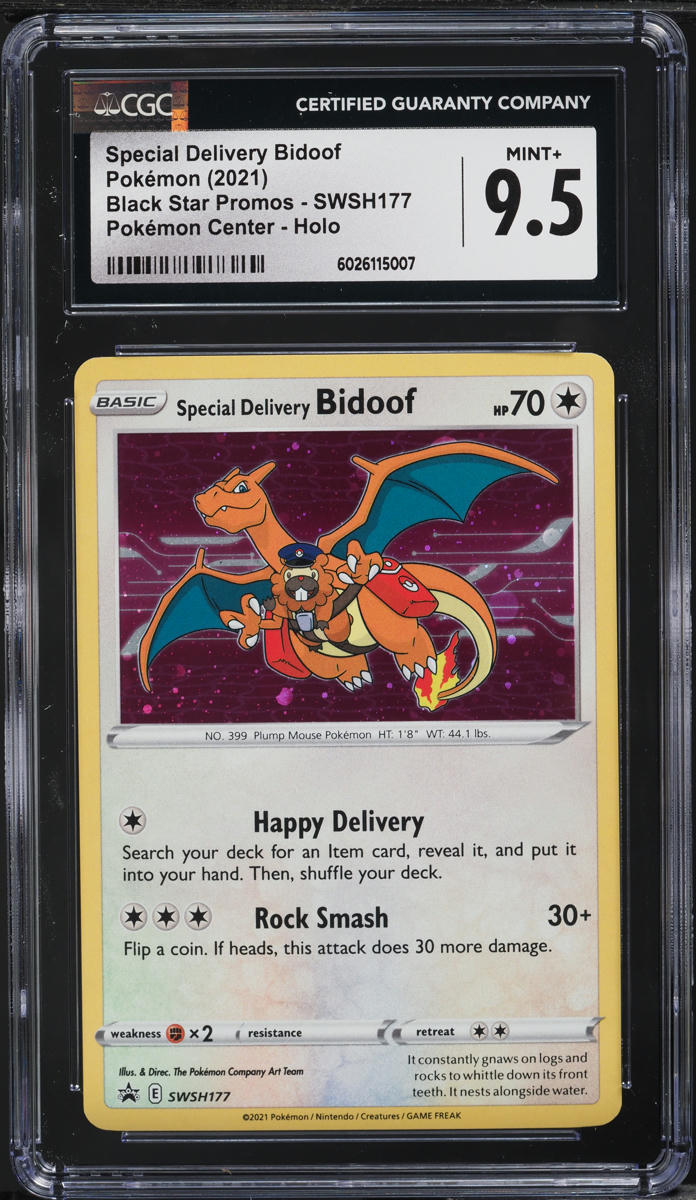 CGC
CERTIFIED GUARANTY COMPANY
Special Delivery Bidoof
Pokémon (2021)
Black Star Promos - SWSH177
Pokémon Center - Holo
6026115007
MINT+
9.5
BASIC
Special Delivery Bidoof
HP70
NO. 399 Plump Mouse Pokémon HT: 1'8" WT: 44.1 lbs.
Happy Delivery
Search your deck for an Item card, reveal it, and put it
into your hand. Then, shuffle your deck.
Rock Smash 30+
Flip a coin. If heads, this attack does 30 more damage.
weakness ×2 resistance retreat
It constantly gnaws on logs and
rocks to whittle down its front
teeth. It nests alongside water.
Illus. & Direc. The Pokémon Company Art Team
E SWSH177
©2021 Pokémon / Nintendo / Creatures / GAME FREAK